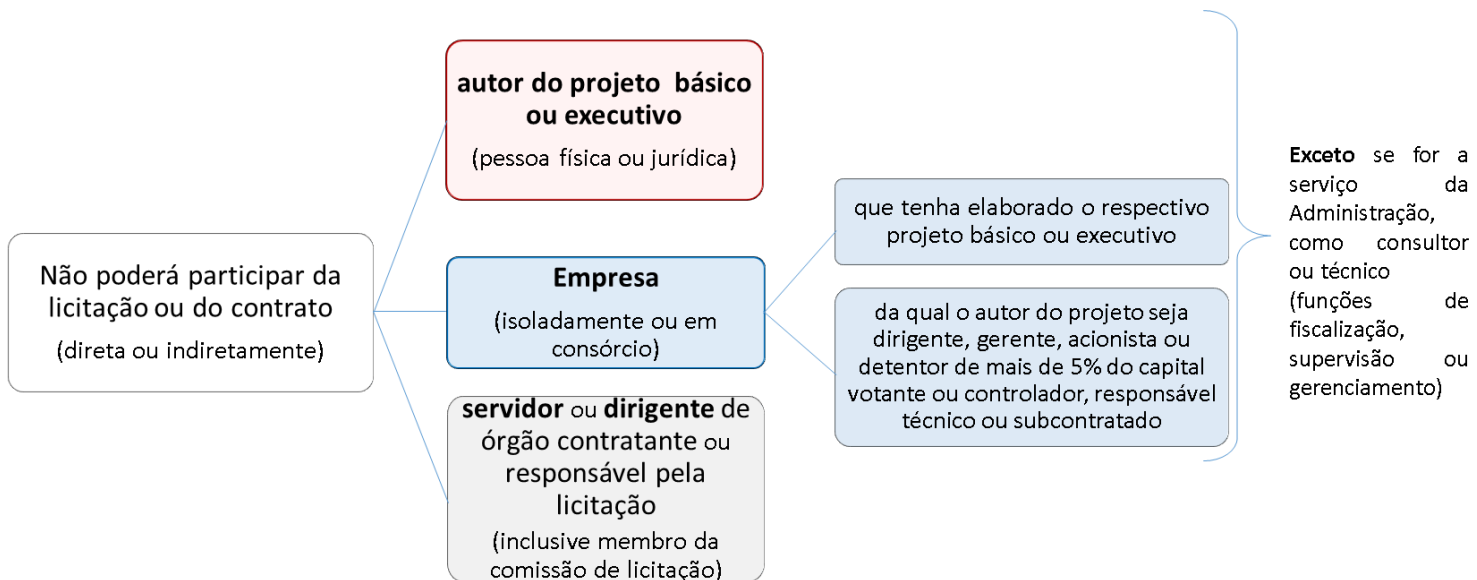 Não poderá participar da
licitação ou do contrato
(direta ou indiretamente)
autor do projeto básico
ou executivo
(pessoa física ou jurídica)
Empresa
(isoladamente ou em
consórcio)
servidor ou dirigente de
órgão contratante ou
responsável pela
licitação
(inclusive membro da
comissão de licitação)
que tenha elaborado o respectivo
projeto básico ou executivo
da qual o autor do projeto seja
dirigente, gerente, acionista ou
detentor de mais de 5% do capital
votante ou controlador, responsável
técnico ou subcontratado
Exceto se for a
serviço da
Administração,
como consultor
ou técnico
(funções de
fiscalização,
supervisão ou
gerenciamento)